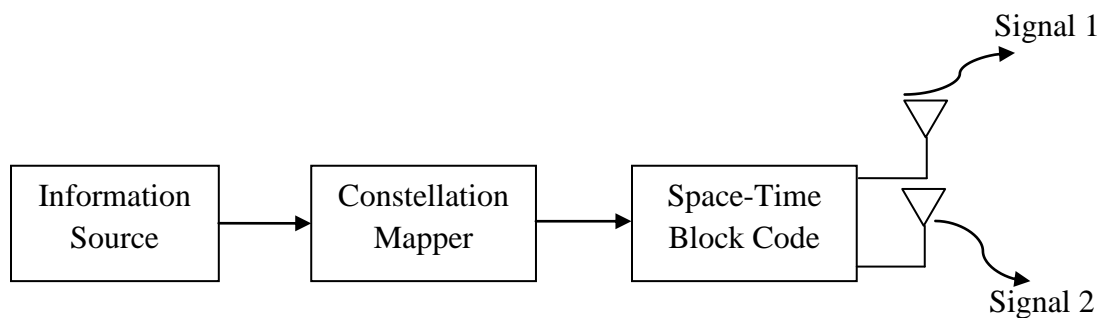 Signal 1
Information
Source
Constellation
Mapper
Space-Time
Block Code
Signal 2